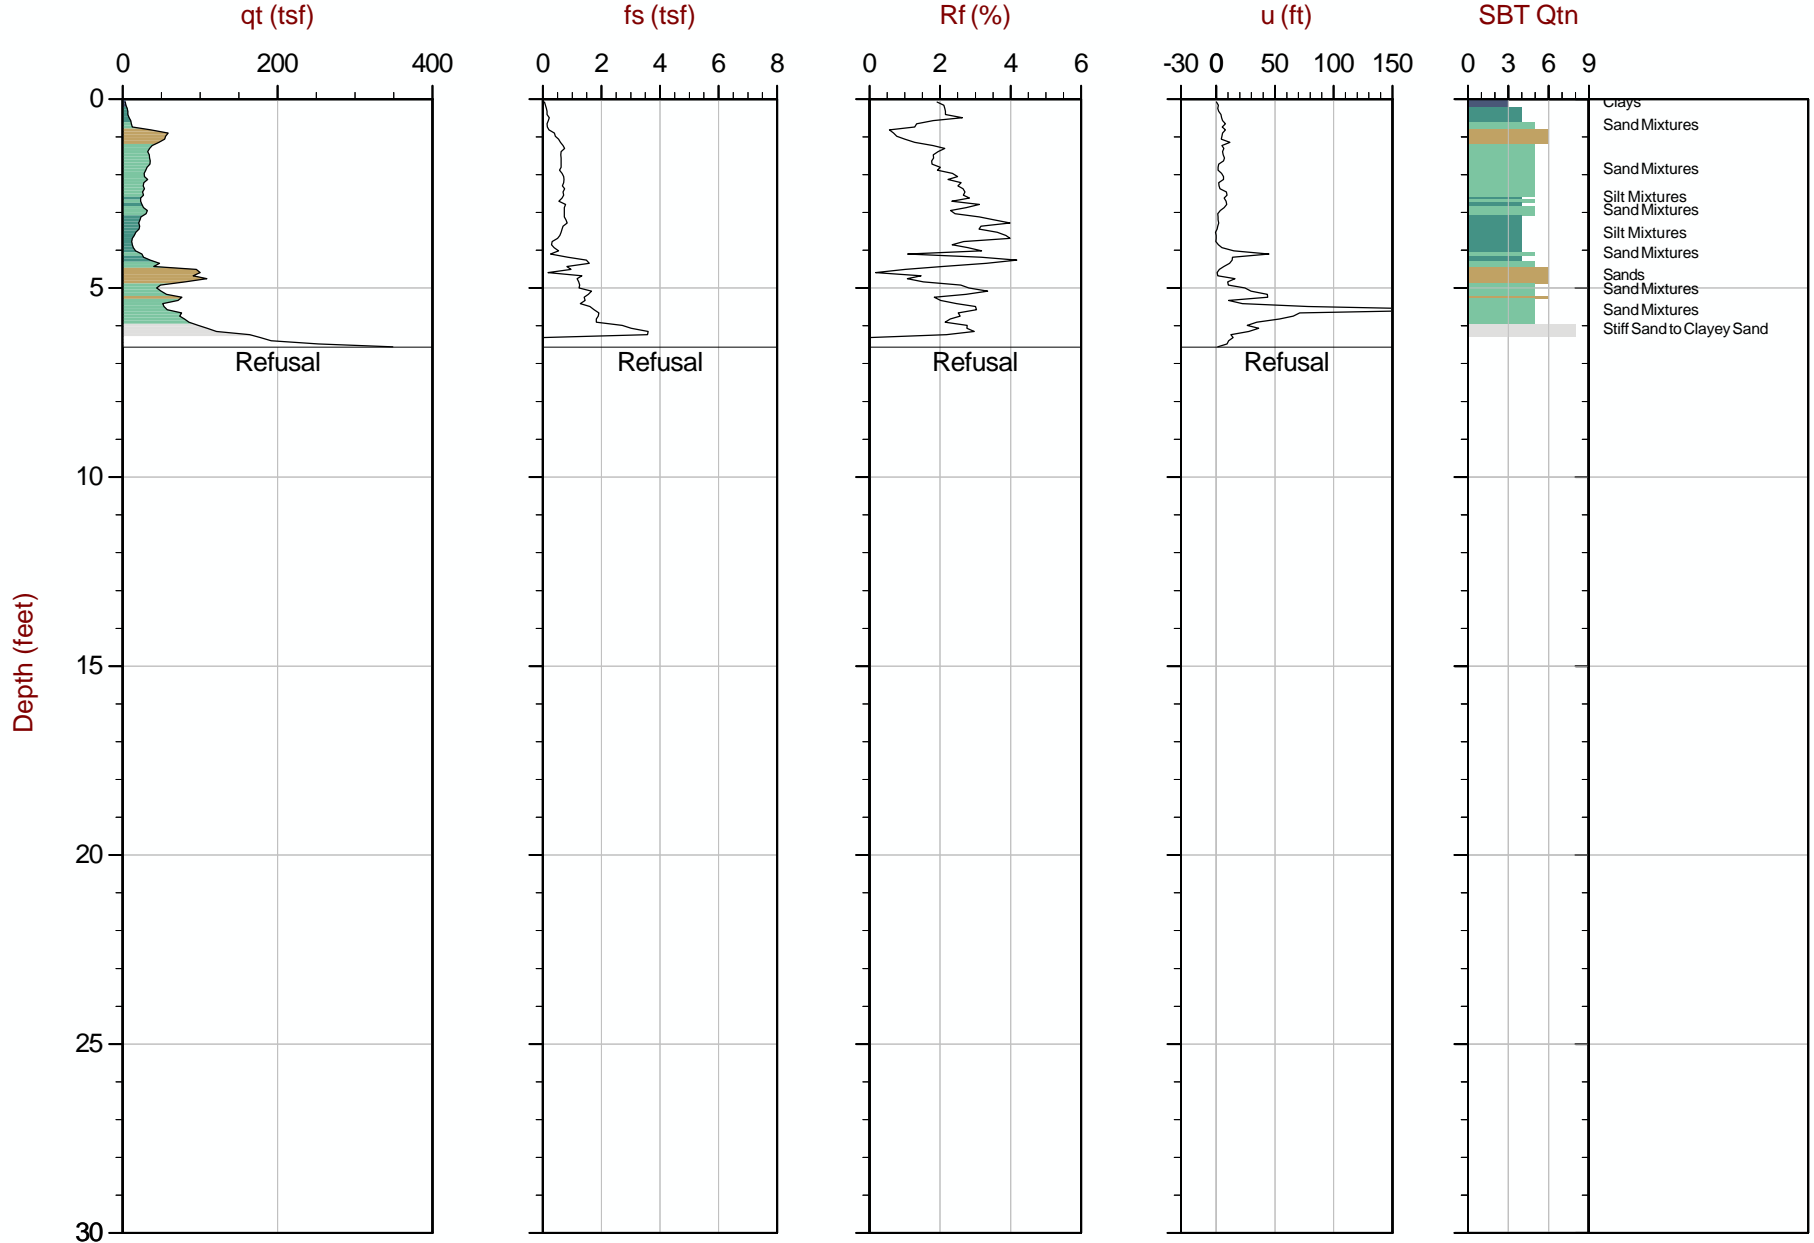 qt (tsf) fs (tsf) Rf (%) u (ft) SBT Qtn
0 200 400 0 2 4 6 8 0 2 4 6 -30 0 50 100 150 0 3 6 9
0
5
10
15
20
25
30
Depth (feet)
Refusal Refusal Refusal Refusal
Clays
Sand Mixtures
Sand Mixtures
Silt Mixtures
Sand Mixtures
Silt Mixtures
Sand Mixtures
Sands
Sand Mixtures
Sand Mixtures
Stiff Sand to Clayey Sand